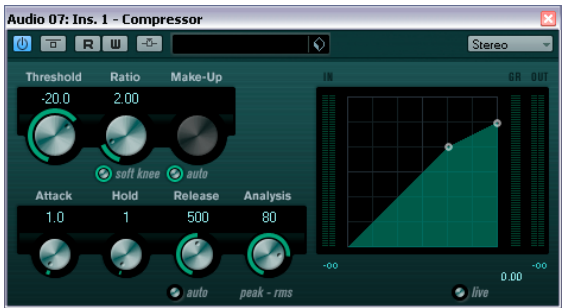 Audio 07: Ins. 1 - Compressor
R W Stereo
Threshold Ratio Make-Up IN GR OUT
-20.0 2.00
soft knee auto
Attack Hold Release Analysis
1.0 1 500 80
-oo -oo
0.00
auto peak - rms live